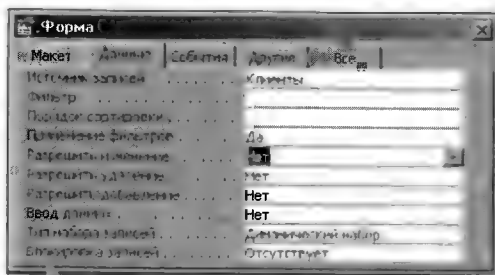 Форма
Макет Данные События Другие Все
Источник записей Клиенты
Фильтр
Порядок сортировки
Применение фильтров Да
Разрешить изменение Нет
Разрешить удаление Нет
Разрешить добавление Нет
Ввод данных Нет
Тип набора записей Динамический набор
Блокировка записей Отсутствует